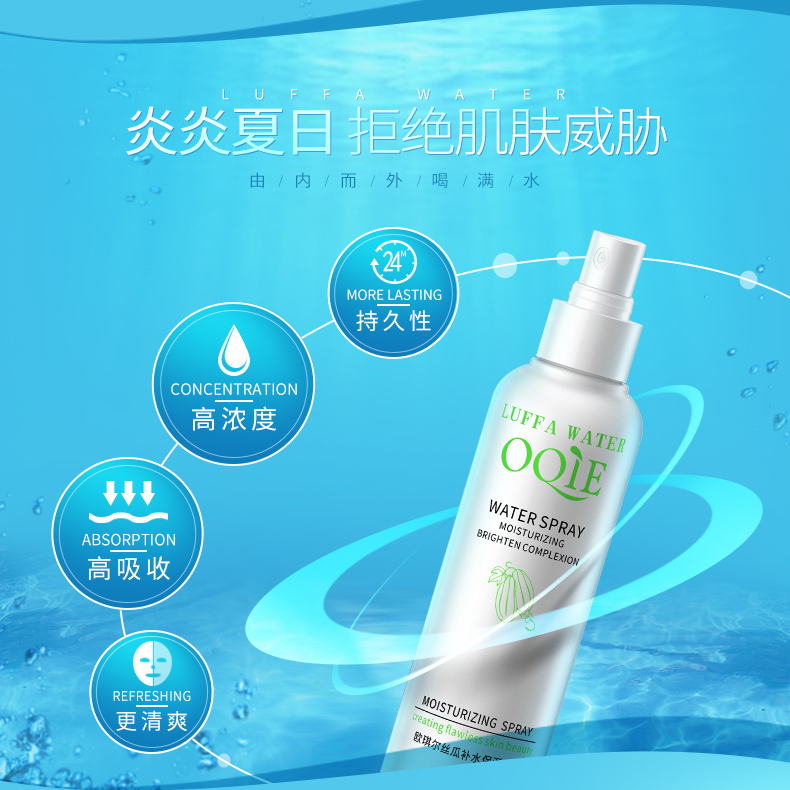 LUFFA WATER
炎炎夏日 拒绝肌肤威胁
由/内/而/外/喝/满/水
24H
MORE LASTING
持久性
CONCENTRATION
高浓度
ABSORPTION
高吸收
REFRESHING
更清爽
LUFFA WATER
OQIE
WATER SPRAY
MOISTURIZING
BRIGHTEN COMPLEXION
MOISTURIZING SPRAY
creating flawless skin beauty
欧琪尔丝瓜补水保